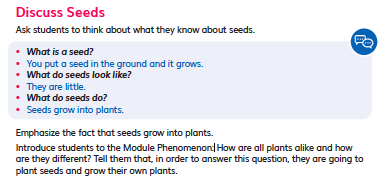 Discuss Seeds
Ask students to think about what they know about seeds.
• What is a seed?
• You put a seed in the ground and it grows.
• What do seeds look like?
• They are little.
• What do seeds do?
• Seeds grow into plants.
Emphasize the fact that seeds grow into plants.
Introduce students to the Module Phenomenon: How are all plants alike and how
are they different? Tell them that, in order to answer this question, they are going to
plant seeds and grow their own plants.